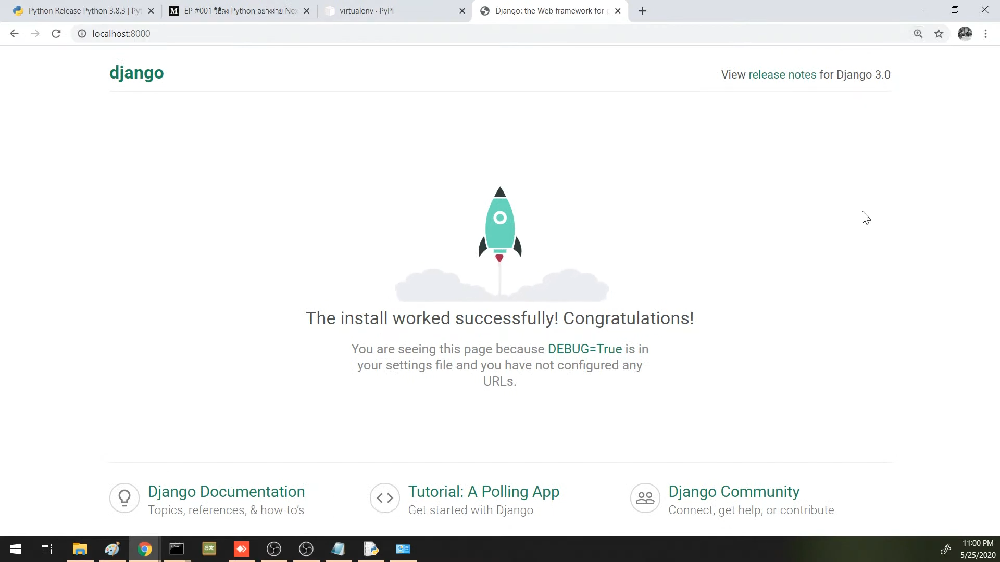 Python Release Python 3.8.3 | Pyt
EP #001 วิธีลง Python อย่างง่าย Nex
virtualenv · PyPI
Django: the Web framework for p
localhost:8000
django
View release notes for Django 3.0
The install worked successfully! Congratulations!
You are seeing this page because DEBUG=True is in
your settings file and you have not configured any
URLs.
Django Documentation
Topics, references, & how-to’s
Tutorial: A Polling App
Get started with Django
Django Community
Connect, get help, or contribute
11:00 PM
5/25/2020